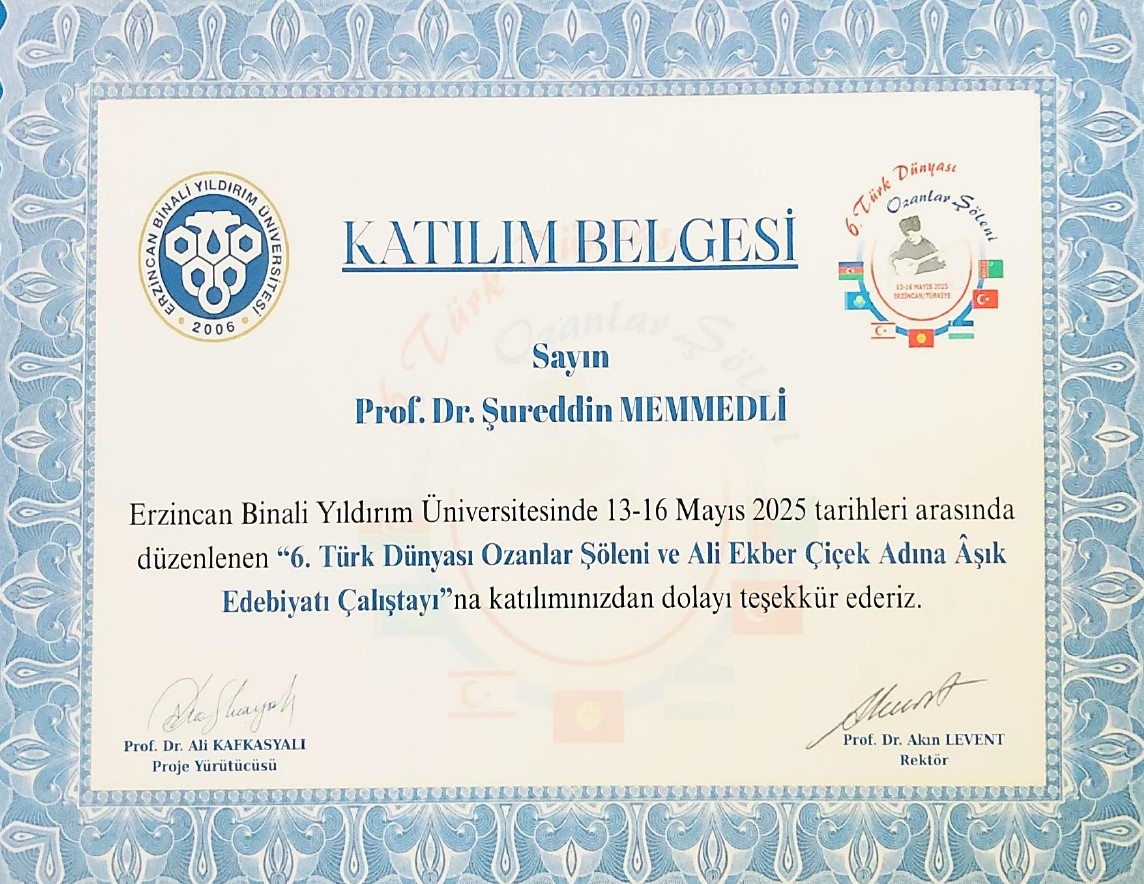 ERZİNCAN BİNALİ YILDIRIM ÜNİVERSİTESİ
2006
KATILIM BELGESİ
6. Türk Dünyası
Ozanlar Şöleni
13-16 MAYIS 2025
ERZİNCAN/TÜRKİYE
Sayın
Prof. Dr. Şureddin MEMMEDLİ
Erzincan Binali Yıldırım Üniversitesinde 13-16 Mayıs 2025 tarihleri arasında
düzenlenen “6. Türk Dünyası Ozanlar Şöleni ve Ali Ekber Çiçek Adına Âşık
Edebiyatı Çalıştayı”na katılımınızdan dolayı teşekkür ederiz.
Prof. Dr. Ali KAFKASYALI
Proje Yürütücüsü
Prof. Dr. Akın LEVENT
Rektör